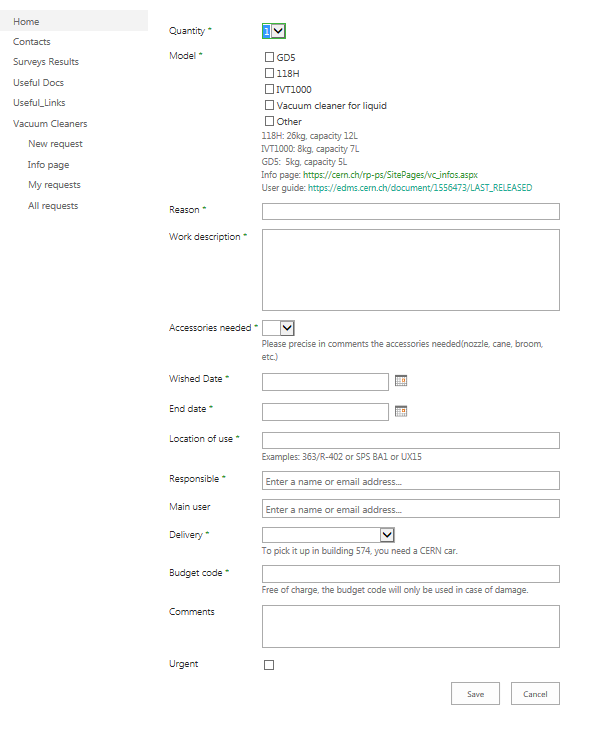 Home
Contacts
Surveys Results
Useful Docs
Useful_Links
Vacuum Cleaners
New request
Info page
My requests
All requests
Quantity *
1
Model *
GD5
118H
IVT1000
Vacuum cleaner for liquid
Other
118H: 26kg, capacity 12L
IVT1000: 8kg, capacity 7L
GD5: 5kg, capacity 5L
Info page: https://cern.ch/rp-ps/SitePages/vc_infos.aspx
User guide: https://edms.cern.ch/document/1556473/LAST_RELEASED
Reason *
Work description *
Accessories needed *
Please precise in comments the accessories needed(nozzle, cane, broom,
etc.)
Wished Date *
End date *
Location of use *
Examples: 363/R-402 or SPS BA1 or UX15
Responsible *
Enter a name or email address...
Main user
Enter a name or email address...
Delivery *
To pick it up in building 574, you need a CERN car.
Budget code *
Free of charge, the budget code will only be used in case of damage.
Comments
Urgent
Save
Cancel